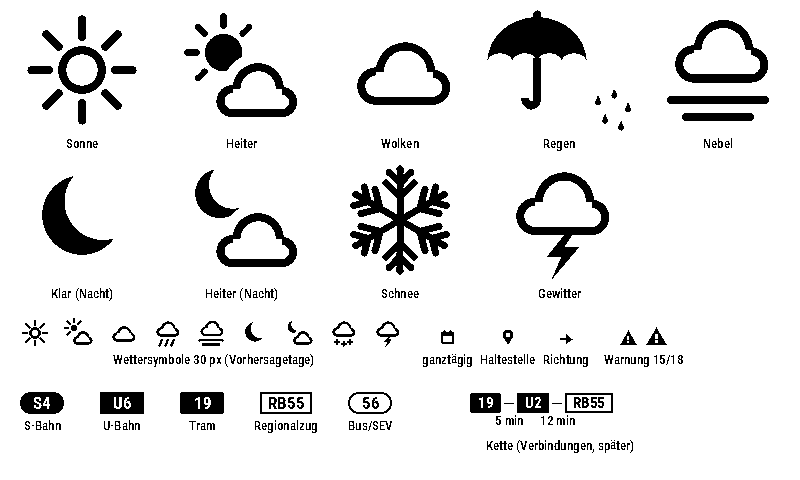 Sonne
Heiter
Wolken
Regen
Nebel
Klar (Nacht)
Heiter (Nacht)
Schnee
Gewitter
Wettersymbole 30 px (Vorhersagetage)
ganztägig
Haltestelle
Richtung
Warnung 15/18
S4
U6
19
RB55
56
19 – U2 – RB55
S-Bahn
U-Bahn
Tram
Regionalzug
Bus/SEV
5 min
12 min
Kette (Verbindungen, später)